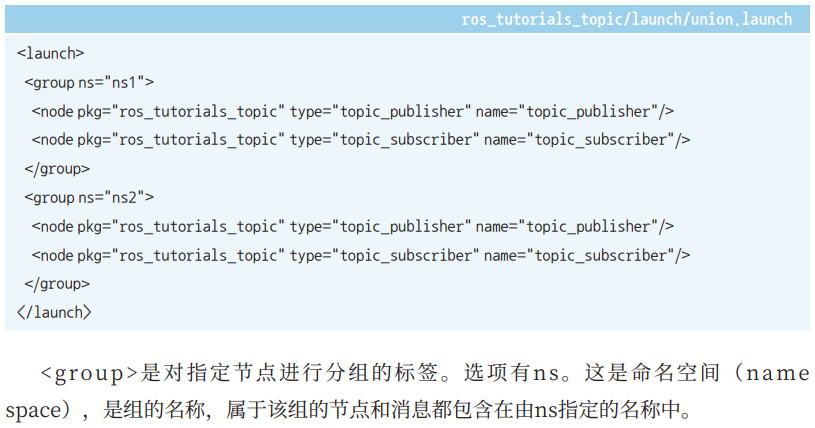 ros_tutorials_topic/launch/union.launch
<launch>
<group ns="ns1">
<node pkg="ros_tutorials_topic" type="topic_publisher" name="topic_publisher"/>
<node pkg="ros_tutorials_topic" type="topic_subscriber" name="topic_subscriber"/>
</group>
<group ns="ns2">
<node pkg="ros_tutorials_topic" type="topic_publisher" name="topic_publisher"/>
<node pkg="ros_tutorials_topic" type="topic_subscriber" name="topic_subscriber"/>
</group>
</launch>
<group>是对指定节点进行分组的标签。选项有ns。这是命名空间（name
space），是组的名称，属于该组的节点和消息都包含在由ns指定的名称中。